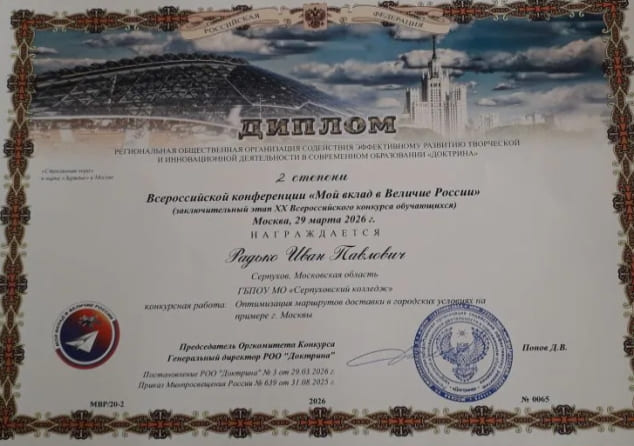 РОССИЙСКАЯ ФЕДЕРАЦИЯ
ДИПЛОМ
РЕГИОНАЛЬНАЯ ОБЩЕСТВЕННАЯ ОРГАНИЗАЦИЯ СОДЕЙСТВИЯ ЭФФЕКТИВНОМУ РАЗВИТИЮ ТВОРЧЕСКОЙ
И ИННОВАЦИОННОЙ ДЕЯТЕЛЬНОСТИ В СОВРЕМЕННОМ ОБРАЗОВАНИИ «ДОКТРИНА»
в парке «Зарядье» в Москве
2 степени
Всероссийской конференции «Мой вклад в Величие России»
(заключительный этап XX Всероссийского конкурса обучающихся)
Москва, 29 марта 2026 г.
НАГРАЖДАЕТСЯ
Радько Иван Павлович
Серпухов, Московская область
ГБПОУ МО «Серпуховский колледж»
конкурсная работа: Оптимизация маршрутов доставки в городских условиях на
примере г. Москвы
Председатель Оргкомитета Конкурса
Генеральный директор РОО "Доктрина"
Попов Д.В.
Постановление РОО "Доктрина" № 3 от 29.03.2026 г.
Приказ Минпросвещения России № 639 от 31.08.2025 г.
МВР/20-2
2026
№ 0065